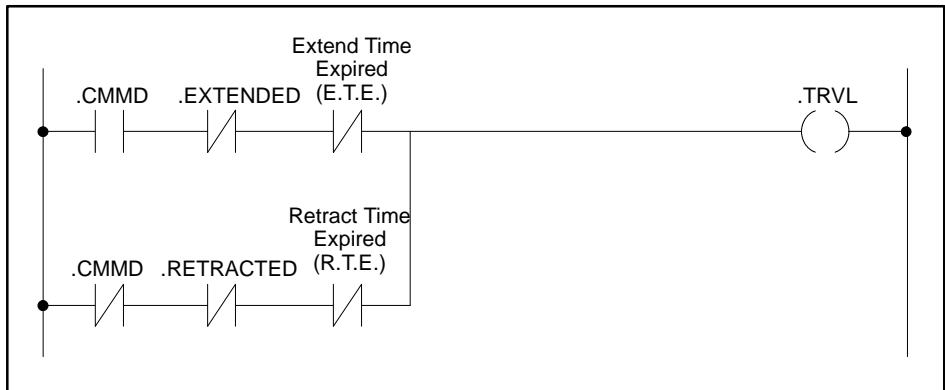 Extend Time
Expired
(E.T.E.)
.CMMD
.EXTENDED
.TRVL
Retract Time
Expired
(R.T.E.)
.CMMD
.RETRACTED